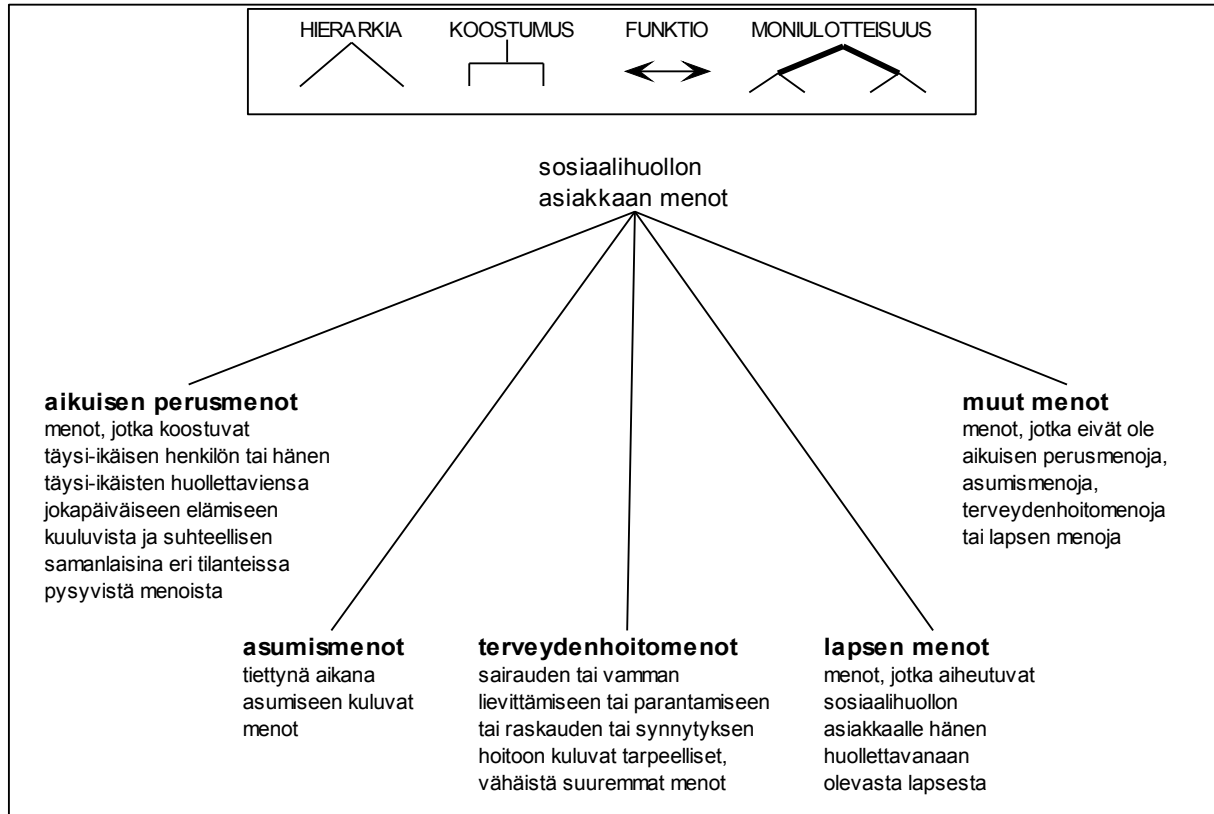 HIERARKIA KOOSTUMUS FUNKTIO MONIULOTTEISUUS
sosiaalihuollon
asiakkaan menot
aikuisen perusmenot
menot, jotka koostuvat
täysi-ikäisen henkilön tai hänen
täysi-ikäisten huollettaviensa
jokapäiväiseen elämiseen
kuuluvista ja suhteellisen
samanlaisina eri tilanteissa
pysyvistä menoista
muut menot
menot, jotka eivät ole
aikuisen perusmenoja,
asumismenoja,
terveydenhoitomenoja
tai lapsen menoja
asumismenot
tiettynä aikana
asumiseen kuluvat
menot
terveydenhoitomenot
sairauden tai vamman
lievittämiseen tai parantamiseen
tai raskauden tai synnytyksen
hoitoon kuluvat tarpeelliset,
vähäistä suuremmat menot
lapsen menot
menot, jotka aiheutuvat
sosiaalihuollon
asiakkaalle hänen
huollettavanaan
olevasta lapsesta